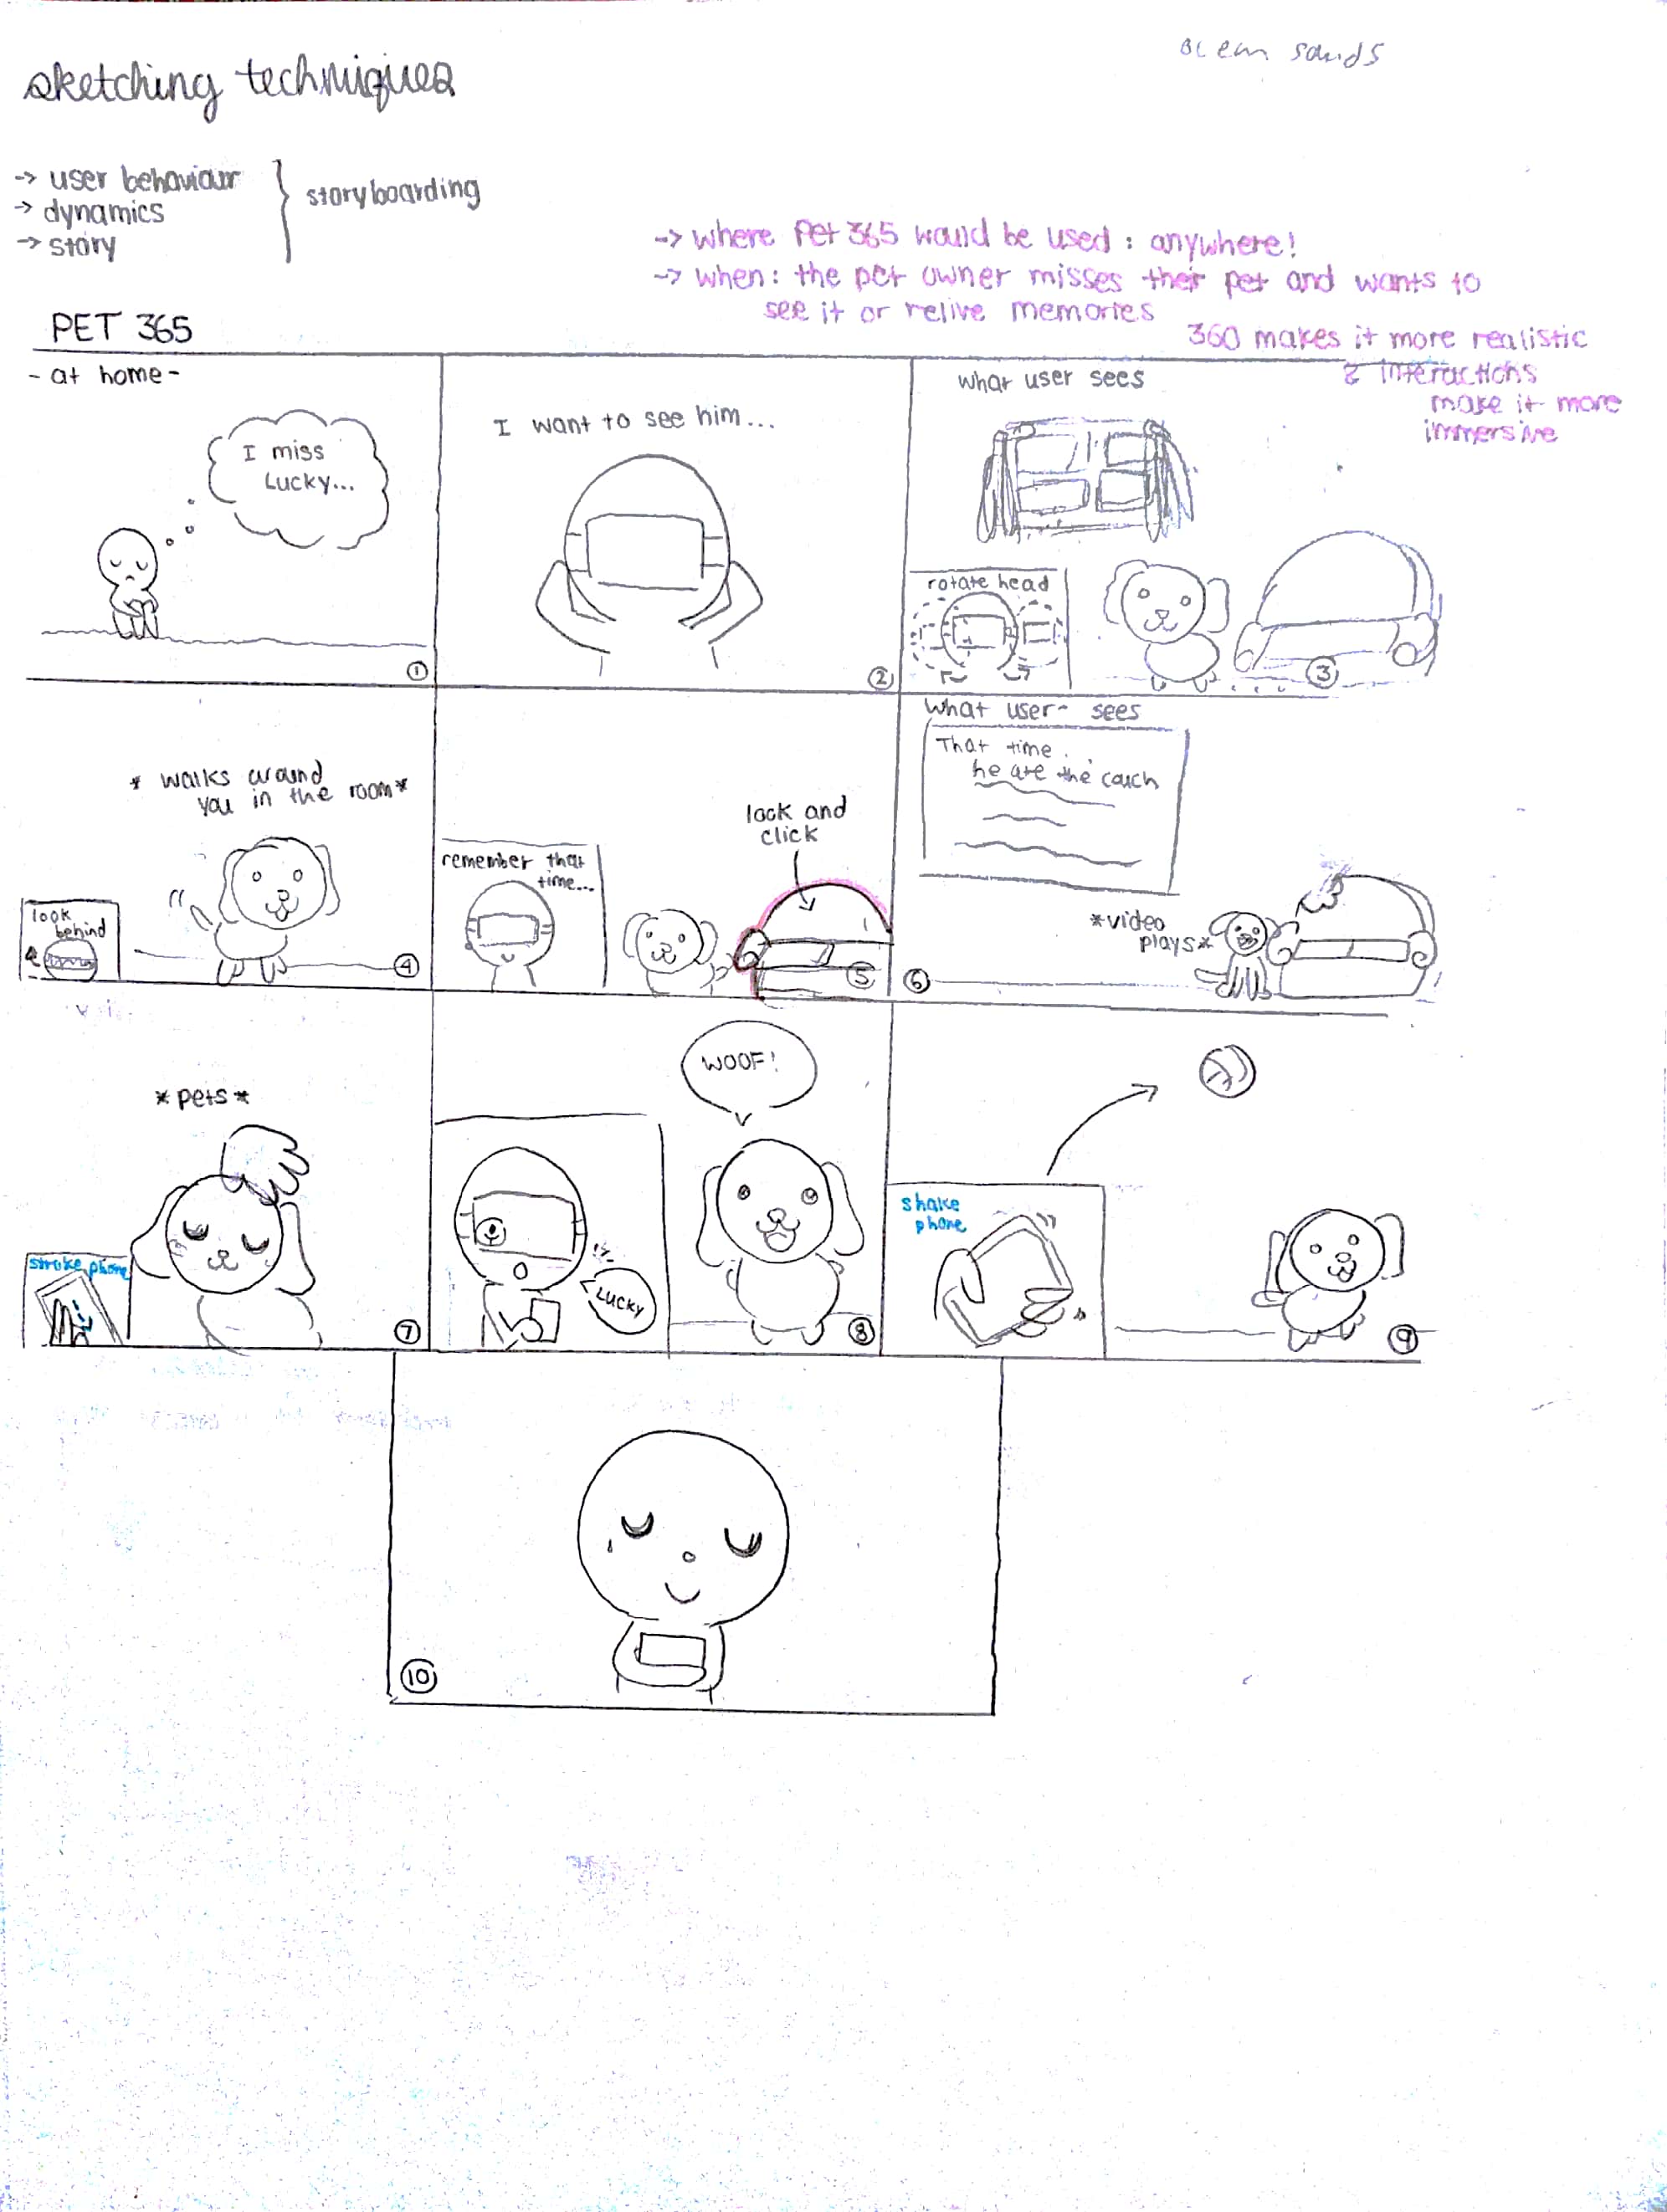 sketching techniques
-> user behaviour
-> dynamics
-> story
storyboarding
-> where Pet 365 would be used : anywhere!
-> when: the pet owner misses their pet and wants to
see it or relive memories
360 makes it more realistic
& interactions
make it more
immersive
PET 365
- at home -
I miss
Lucky...
1
I want to see him...
2
what user sees
rotate head
3
* walks around
you in the room *
look
behind
4
remember that
time...
look and
click
5
what user sees
That time
he ate the couch
*video
plays*
6
*pets*
stroke phone
7
WOOF!
LUCKY
8
shake
phone
9
10